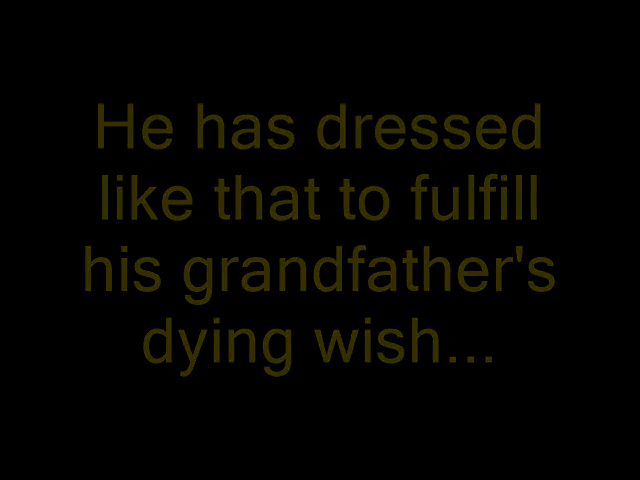 He has dressed
like that to fulfill
his grandfather's
dying wish...